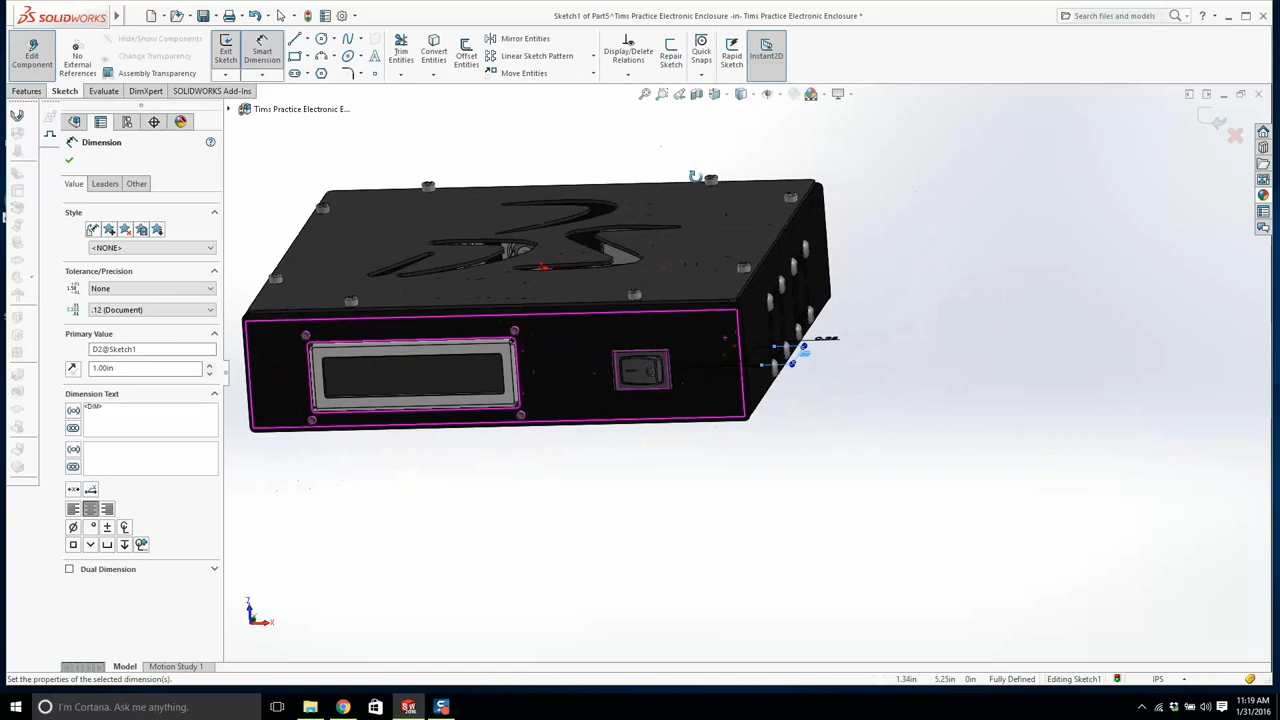 SOLIDWORKS
Sketch1 of Part5^Tims Practice Electronic Enclosure -in- Tims Practice Electronic Enclosure *
Search files and models
Edit Component
No External References
Hide/Show Components
Change Transparency
Assembly Transparency
Exit Sketch
Smart Dimension
Trim Entities
Convert Entities
Offset Entities
Mirror Entities
Linear Sketch Pattern
Move Entities
Display/Delete Relations
Repair Sketch
Quick Snaps
Rapid Sketch
Instant2D
Features
Sketch
Evaluate
DimXpert
SOLIDWORKS Add-Ins
Tims Practice Electronic E...
Dimension
Value
Leaders
Other
Style
<NONE>
Tolerance/Precision
None
.12 (Document)
Primary Value
D2@Sketch1
1.00in
Dimension Text
<DIM>
Dual Dimension
Z
X
Model
Motion Study 1
Set the properties of the selected dimension(s).
1.34in
5.25in
0in
Fully Defined
Editing Sketch1
IPS
I'm Cortana. Ask me anything.
11:19 AM
1/31/2016